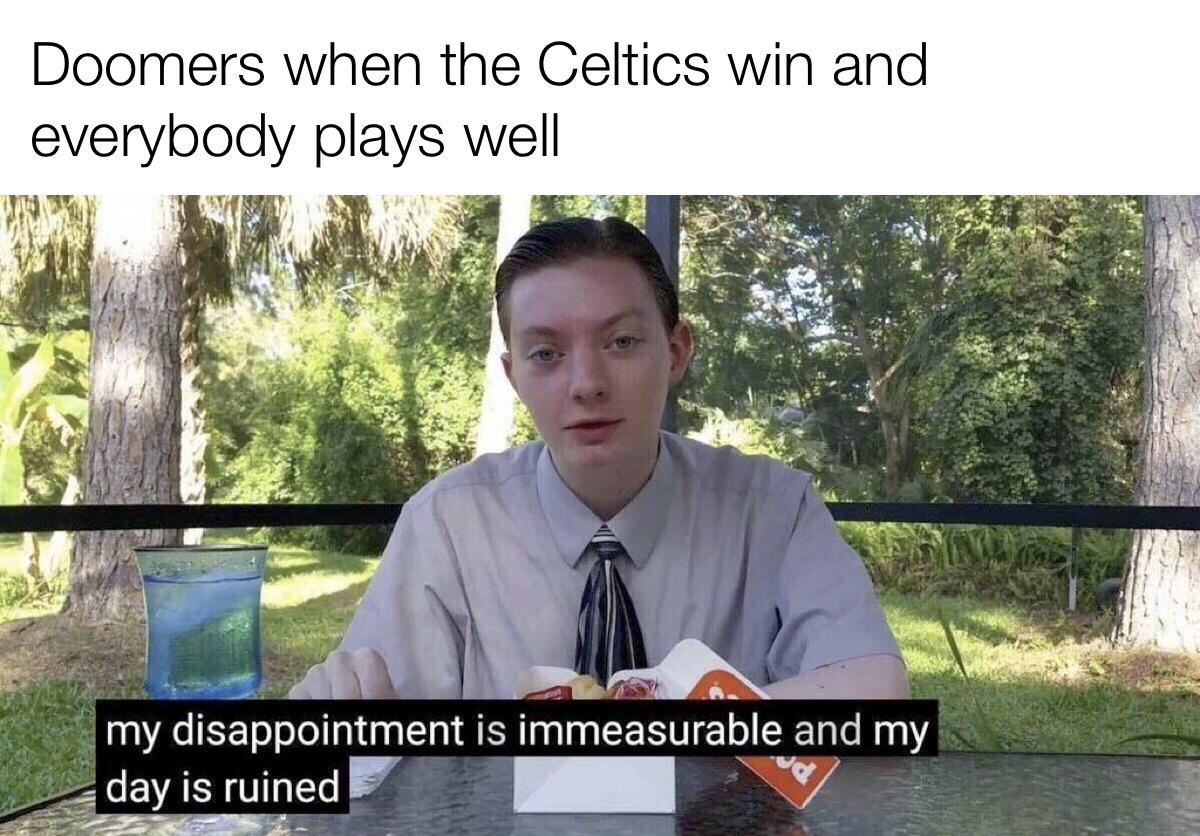 Doomers when the Celtics win and
everybody plays well
my disappointment is immeasurable and my
day is ruined